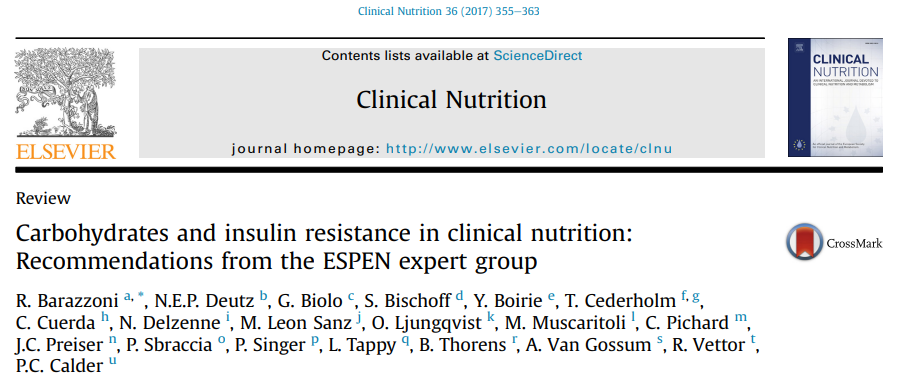 Clinical Nutrition 36 (2017) 355–363
Contents lists available at ScienceDirect
Clinical Nutrition
journal homepage: http://www.elsevier.com/locate/clnu
ELSEVIER
CLINICAL
NUTRITION
Review
Carbohydrates and insulin resistance in clinical nutrition:
Recommendations from the ESPEN expert group
CrossMark
R. Barazzoni a, *, N.E.P. Deutz b, G. Biolo c, S. Bischoff d, Y. Boirie e, T. Cederholm f, g,
C. Cuerda h, N. Delzenne i, M. Leon Sanz j, O. Ljungqvist k, M. Muscaritoli l, C. Pichard m,
J.C. Preiser n, P. Sbraccia o, P. Singer p, L. Tappy q, B. Thorens r, A. Van Gossum s, R. Vettor t,
P.C. Calder u